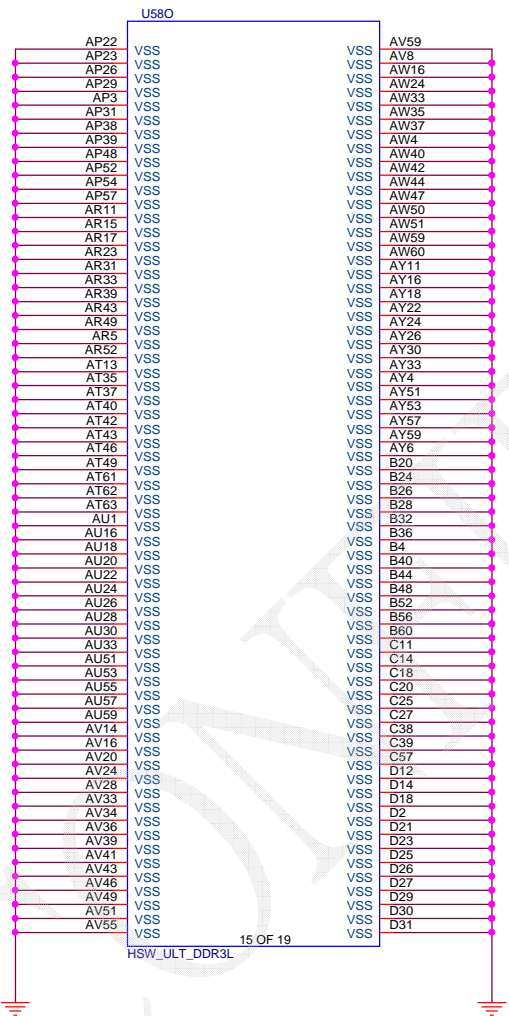 U58O
AP22 VSS VSS AV59
AP23 VSS VSS AV8
AP26 VSS VSS AW16
AP29 VSS VSS AW24
AP3 VSS VSS AW33
AP31 VSS VSS AW35
AP38 VSS VSS AW37
AP39 VSS VSS AW4
AP48 VSS VSS AW40
AP52 VSS VSS AW42
AP54 VSS VSS AW44
AP57 VSS VSS AW47
AR11 VSS VSS AW50
AR15 VSS VSS AW51
AR17 VSS VSS AW59
AR23 VSS VSS AW60
AR31 VSS VSS AY11
AR33 VSS VSS AY16
AR39 VSS VSS AY18
AR43 VSS VSS AY22
AR49 VSS VSS AY24
AR5 VSS VSS AY26
AR52 VSS VSS AY30
AT13 VSS VSS AY33
AT35 VSS VSS AY4
AT37 VSS VSS AY51
AT40 VSS VSS AY53
AT42 VSS VSS AY57
AT43 VSS VSS AY59
AT46 VSS VSS AY6
AT49 VSS VSS B20
AT61 VSS VSS B24
AT62 VSS VSS B26
AT63 VSS VSS B28
AU1 VSS VSS B32
AU16 VSS VSS B36
AU18 VSS VSS B4
AU20 VSS VSS B40
AU22 VSS VSS B44
AU24 VSS VSS B48
AU26 VSS VSS B52
AU28 VSS VSS B56
AU30 VSS VSS B60
AU33 VSS VSS C11
AU51 VSS VSS C14
AU53 VSS VSS C18
AU55 VSS VSS C20
AU57 VSS VSS C25
AU59 VSS VSS C27
AV14 VSS VSS C38
AV16 VSS VSS C39
AV20 VSS VSS C57
AV24 VSS VSS D12
AV28 VSS VSS D14
AV33 VSS VSS D18
AV34 VSS VSS D2
AV36 VSS VSS D21
AV39 VSS VSS D23
AV41 VSS VSS D25
AV43 VSS VSS D26
AV46 VSS VSS D27
AV49 VSS VSS D29
AV51 VSS VSS D30
AV55 VSS VSS D31
15 OF 19
HSW_ULT_DDR3L